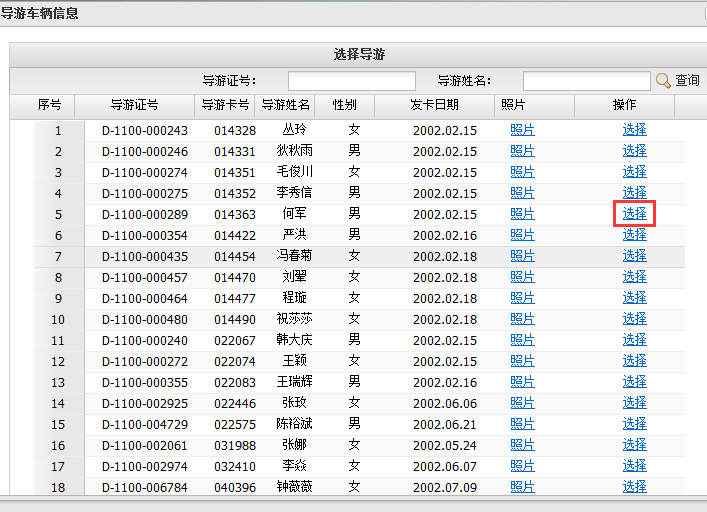 导游车辆信息
选择导游
导游证号： 导游姓名： 查询
序号 导游证号 导游卡号 导游姓名 性别 发卡日期 照片 操作
1 D-1100-000243 014328 丛玲 女 2002.02.15 照片 选择
2 D-1100-000246 014331 狄秋雨 男 2002.02.15 照片 选择
3 D-1100-000274 014351 毛俊川 女 2002.02.15 照片 选择
4 D-1100-000275 014352 李秀信 男 2002.02.15 照片 选择
5 D-1100-000289 014363 何军 男 2002.02.15 照片 选择
6 D-1100-000354 014422 严洪 男 2002.02.16 照片 选择
7 D-1100-000435 014454 冯春菊 女 2002.02.18 照片 选择
8 D-1100-000457 014470 刘翚 女 2002.02.18 照片 选择
9 D-1100-000464 014477 程璇 女 2002.02.18 照片 选择
10 D-1100-000480 014490 祝莎莎 女 2002.02.18 照片 选择
11 D-1100-000240 022067 韩大庆 男 2002.02.15 照片 选择
12 D-1100-000272 022074 王颖 女 2002.02.15 照片 选择
13 D-1100-000355 022083 王瑞辉 男 2002.02.16 照片 选择
14 D-1100-002925 022446 张玫 女 2002.06.06 照片 选择
15 D-1100-004729 022575 陈裕斌 男 2002.06.21 照片 选择
16 D-1100-002061 031988 张娜 女 2002.05.24 照片 选择
17 D-1100-002974 032410 李焱 女 2002.06.07 照片 选择
18 D-1100-006784 040396 钟薇薇 女 2002.07.09 照片 选择